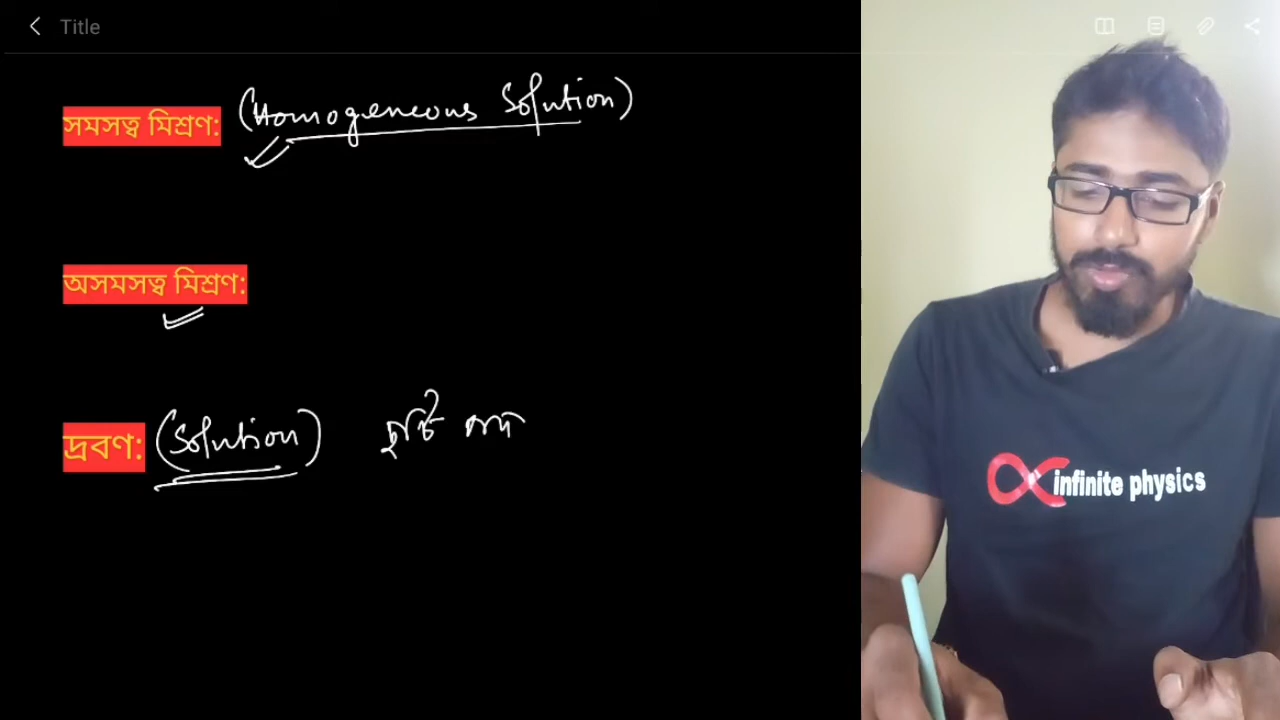 Title
সমসত্ব মিশ্রণ: (Homogeneous Solution)
অসমসত্ব মিশ্রণ:
দ্রবণ: (Solution) দুটি
infinite physics